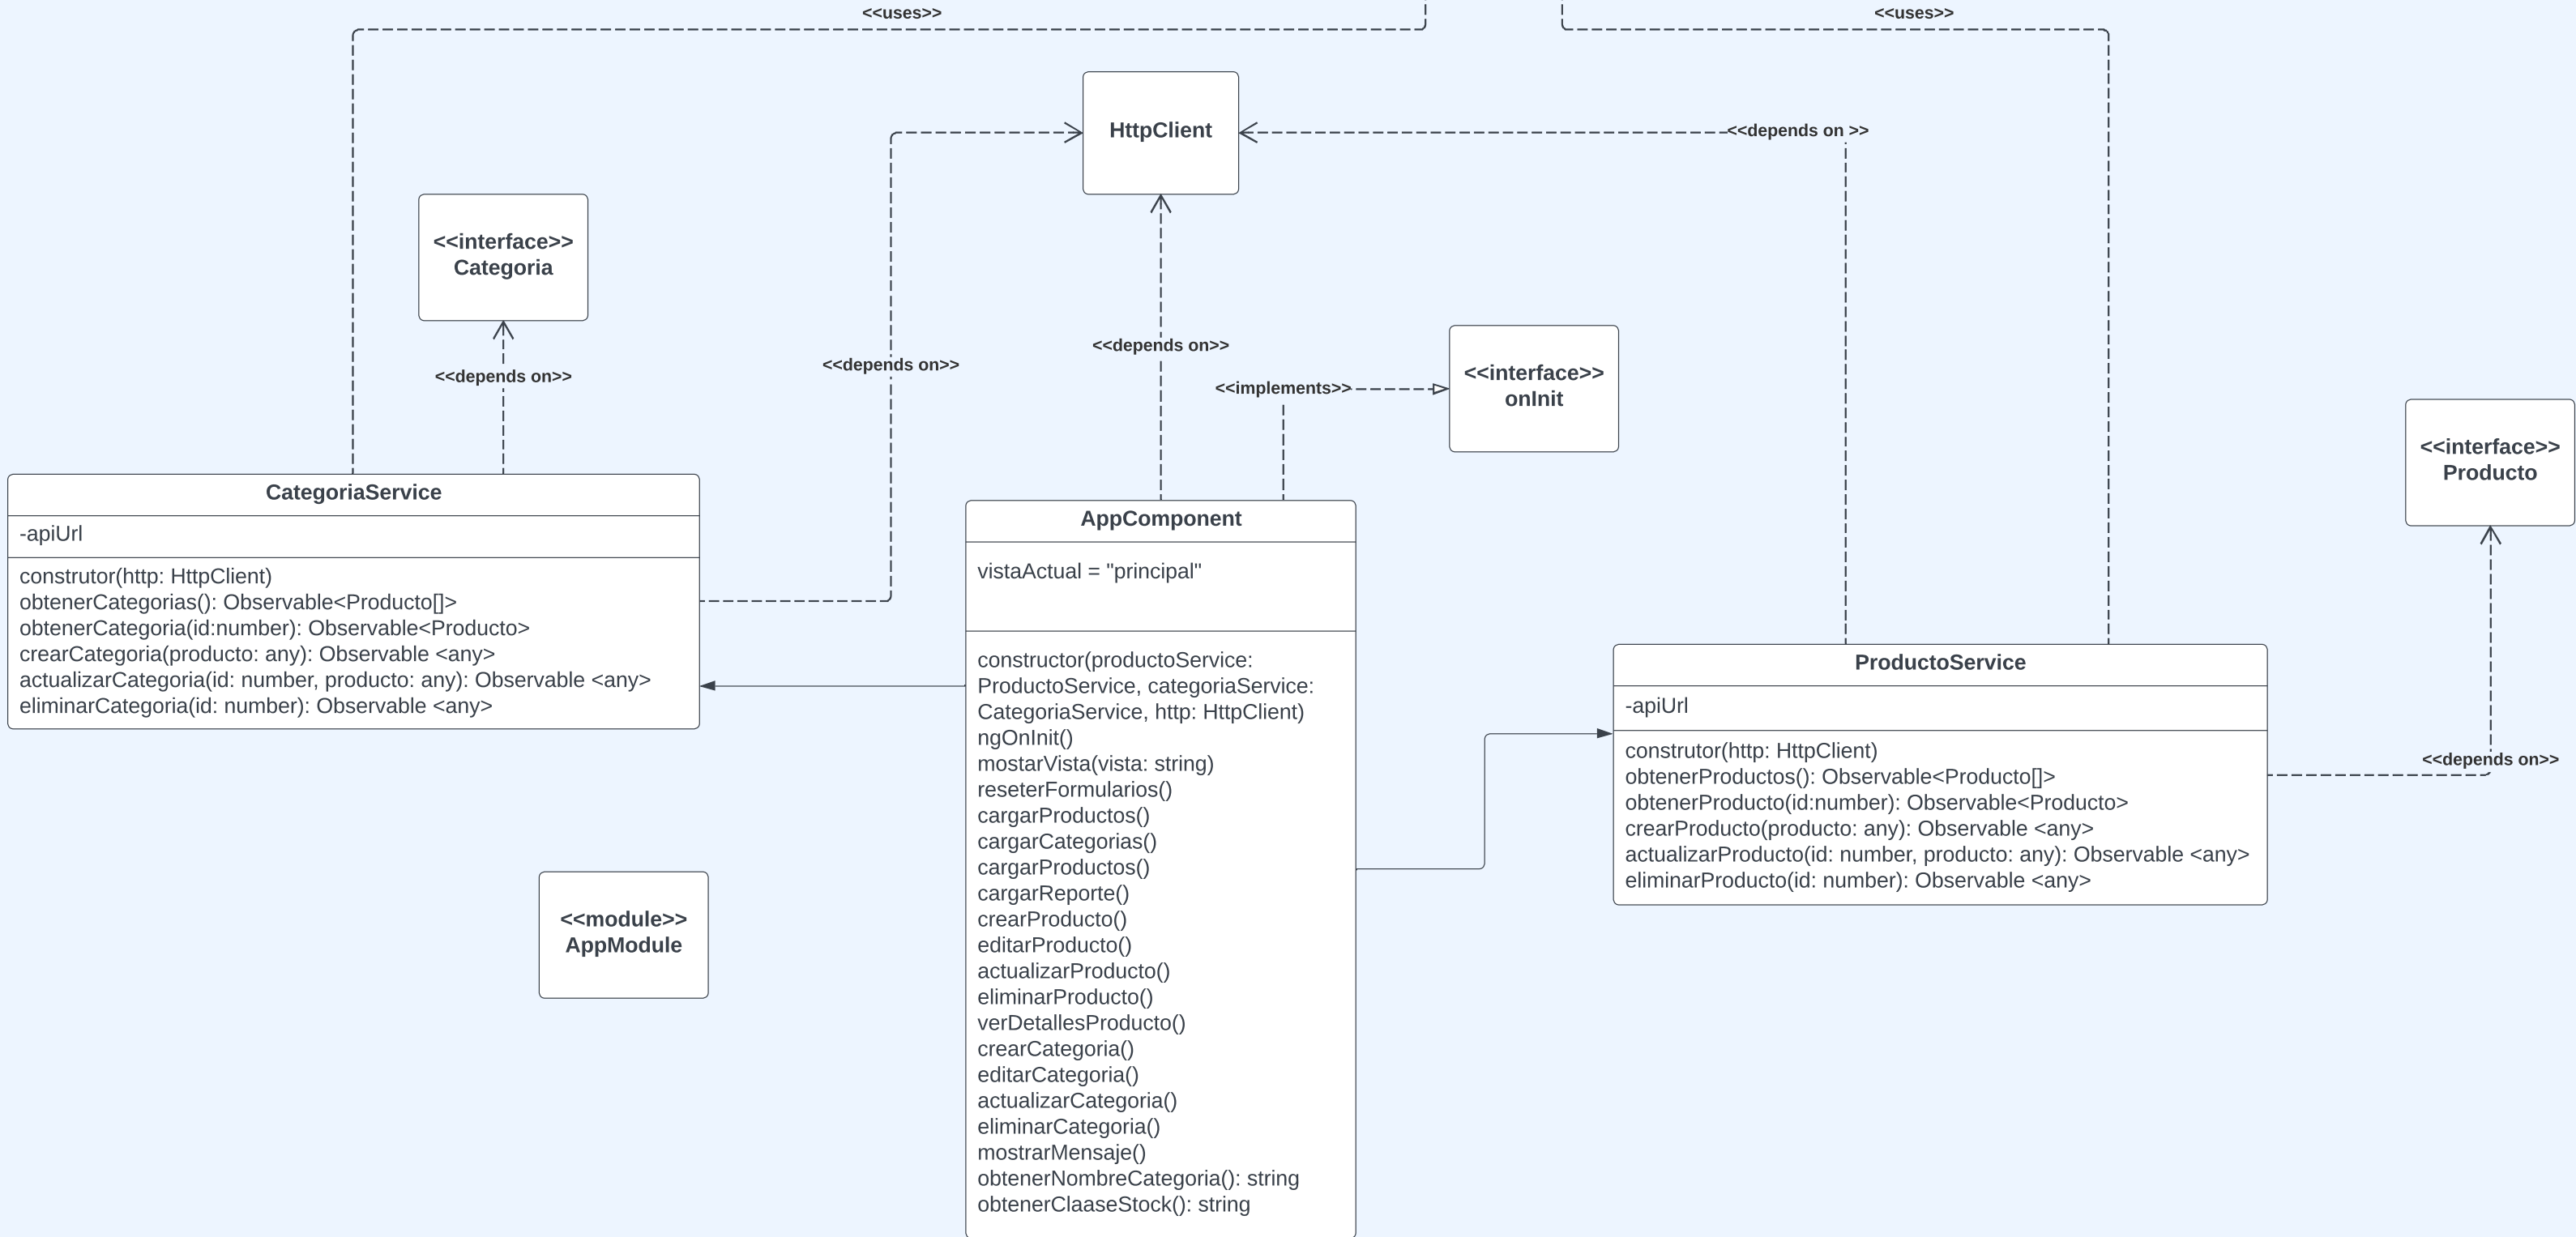 <<uses>>
<<uses>>
HttpClient
<<depends on >>
<<interface>>
Categoria
<<depends on>>
<<depends on>>
<<depends on>>
<<implements>>
<<interface>>
onInit
<<interface>>
Producto
<<depends on>>
CategoriaService
-apiUrl
construtor(http: HttpClient)
obtenerCategorias(): Observable<Producto[]>
obtenerCategoria(id:number): Observable<Producto>
crearCategoria(producto: any): Observable <any>
actualizarCategoria(id: number, producto: any): Observable <any>
eliminarCategoria(id: number): Observable <any>
AppComponent
vistaActual = "principal"
constructor(productoService:
ProductoService, categoriaService:
CategoriaService, http: HttpClient)
ngOnInit()
mostarVista(vista: string)
reseterFormularios()
cargarProductos()
cargarCategorias()
cargarProductos()
cargarReporte()
crearProducto()
editarProducto()
actualizarProducto()
eliminarProducto()
verDetallesProducto()
crearCategoria()
editarCategoria()
actualizarCategoria()
eliminarCategoria()
mostrarMensaje()
obtenerNombreCategoria(): string
obtenerClaaseStock(): string
ProductoService
-apiUrl
construtor(http: HttpClient)
obtenerProductos(): Observable<Producto[]>
obtenerProducto(id:number): Observable<Producto>
crearProducto(producto: any): Observable <any>
actualizarProducto(id: number, producto: any): Observable <any>
eliminarProducto(id: number): Observable <any>
<<module>>
AppModule